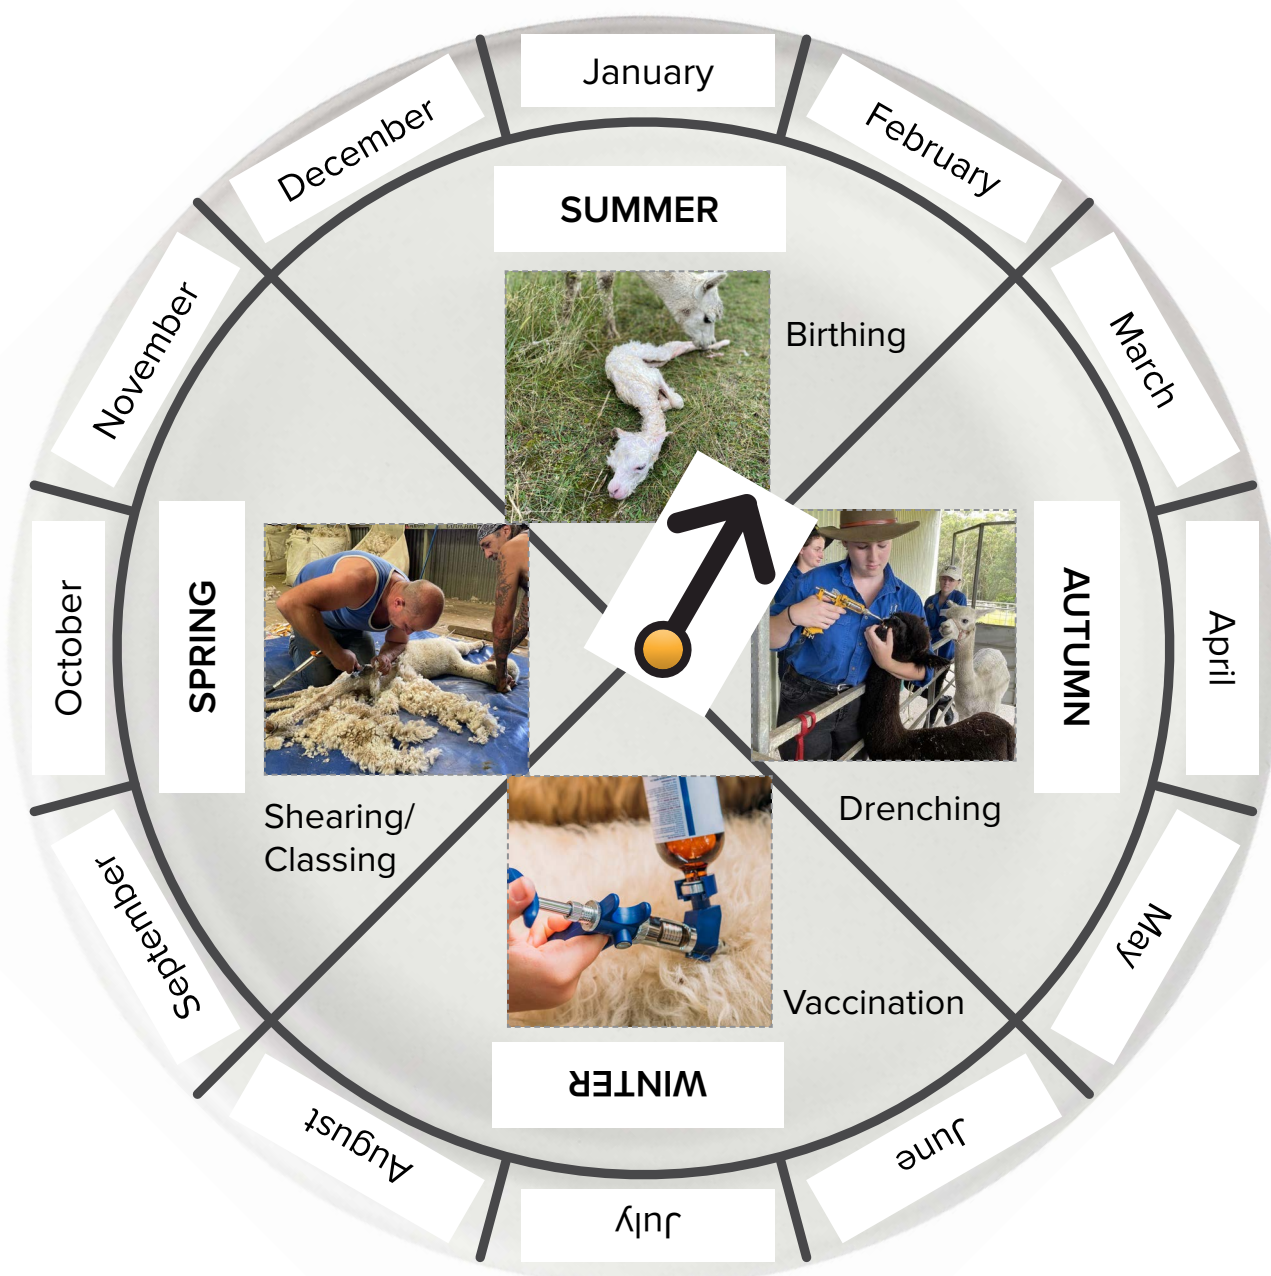 January
February
March
April
May
June
July
August
September
October
November
December
SUMMER
Birthing
AUTUMN
Drenching
WINTER
Vaccination
SPRING
Shearing/
Classing